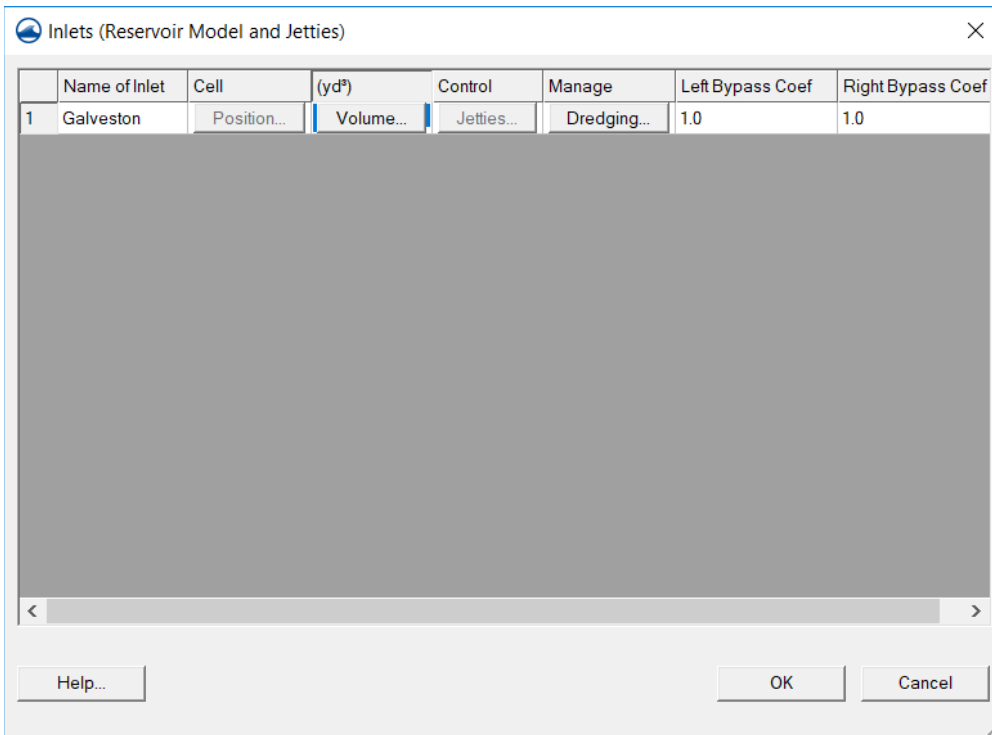 Inlets (Reservoir Model and Jetties)
Name of Inlet Cell (yd³) Control Manage Left Bypass Coef Right Bypass Coef
1 Galveston Position... Volume... Jetties... Dredging... 1.0 1.0
Help... OK Cancel